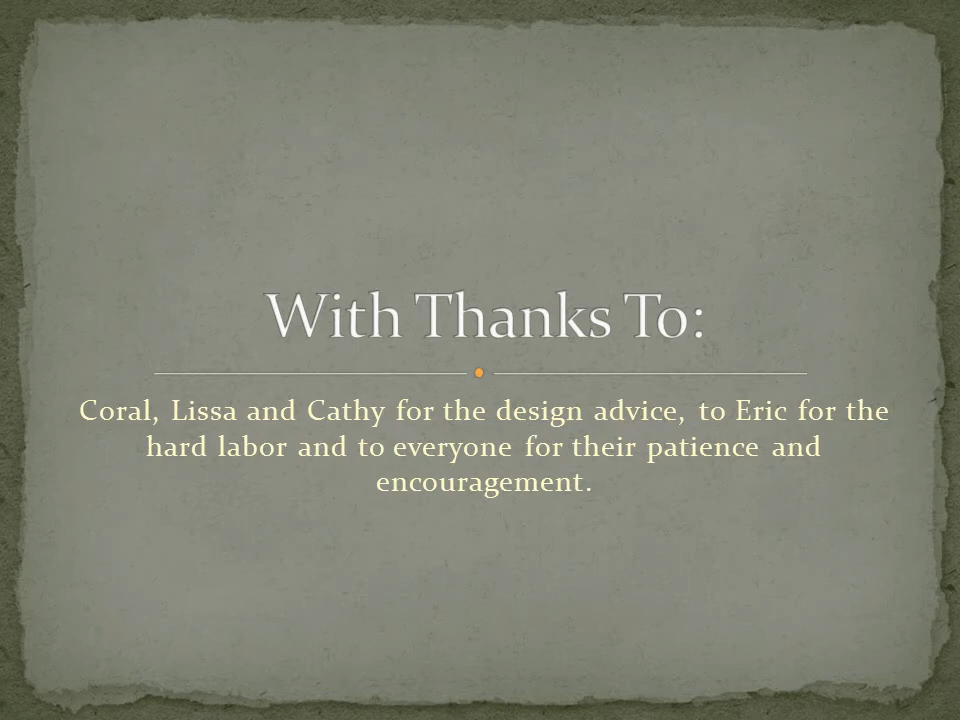 With Thanks To:
Coral, Lissa and Cathy for the design advice, to Eric for the
hard labor and to everyone for their patience and
encouragement.